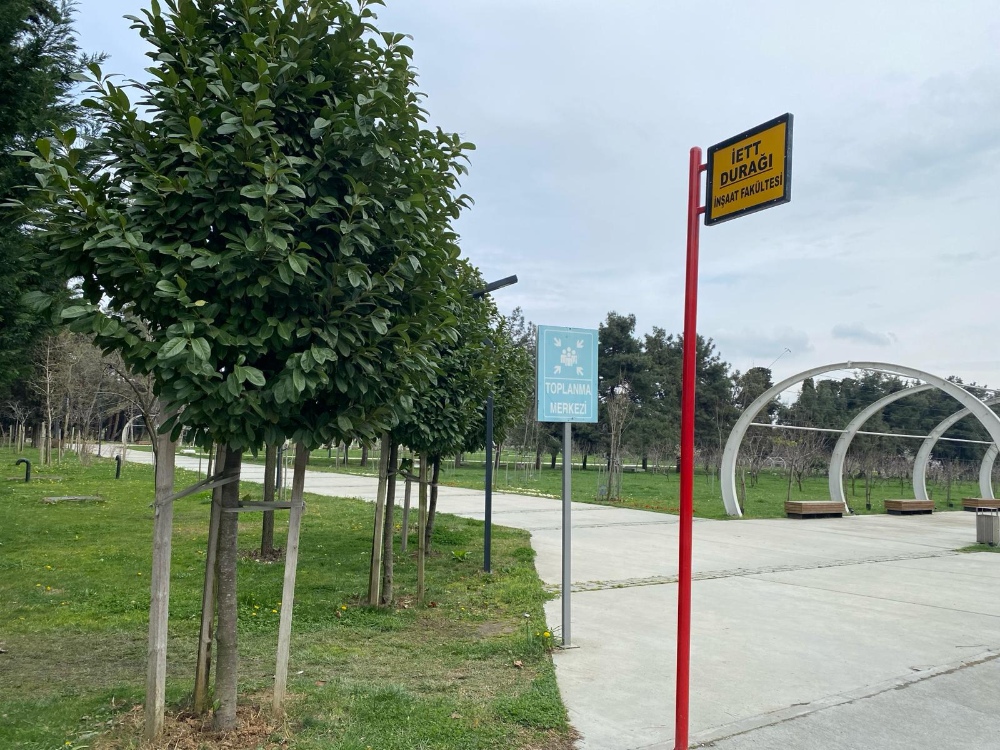 İETT
DURAĞI
İNŞAAT FAKÜLTESİ
TOPLANMA
MERKEZİ